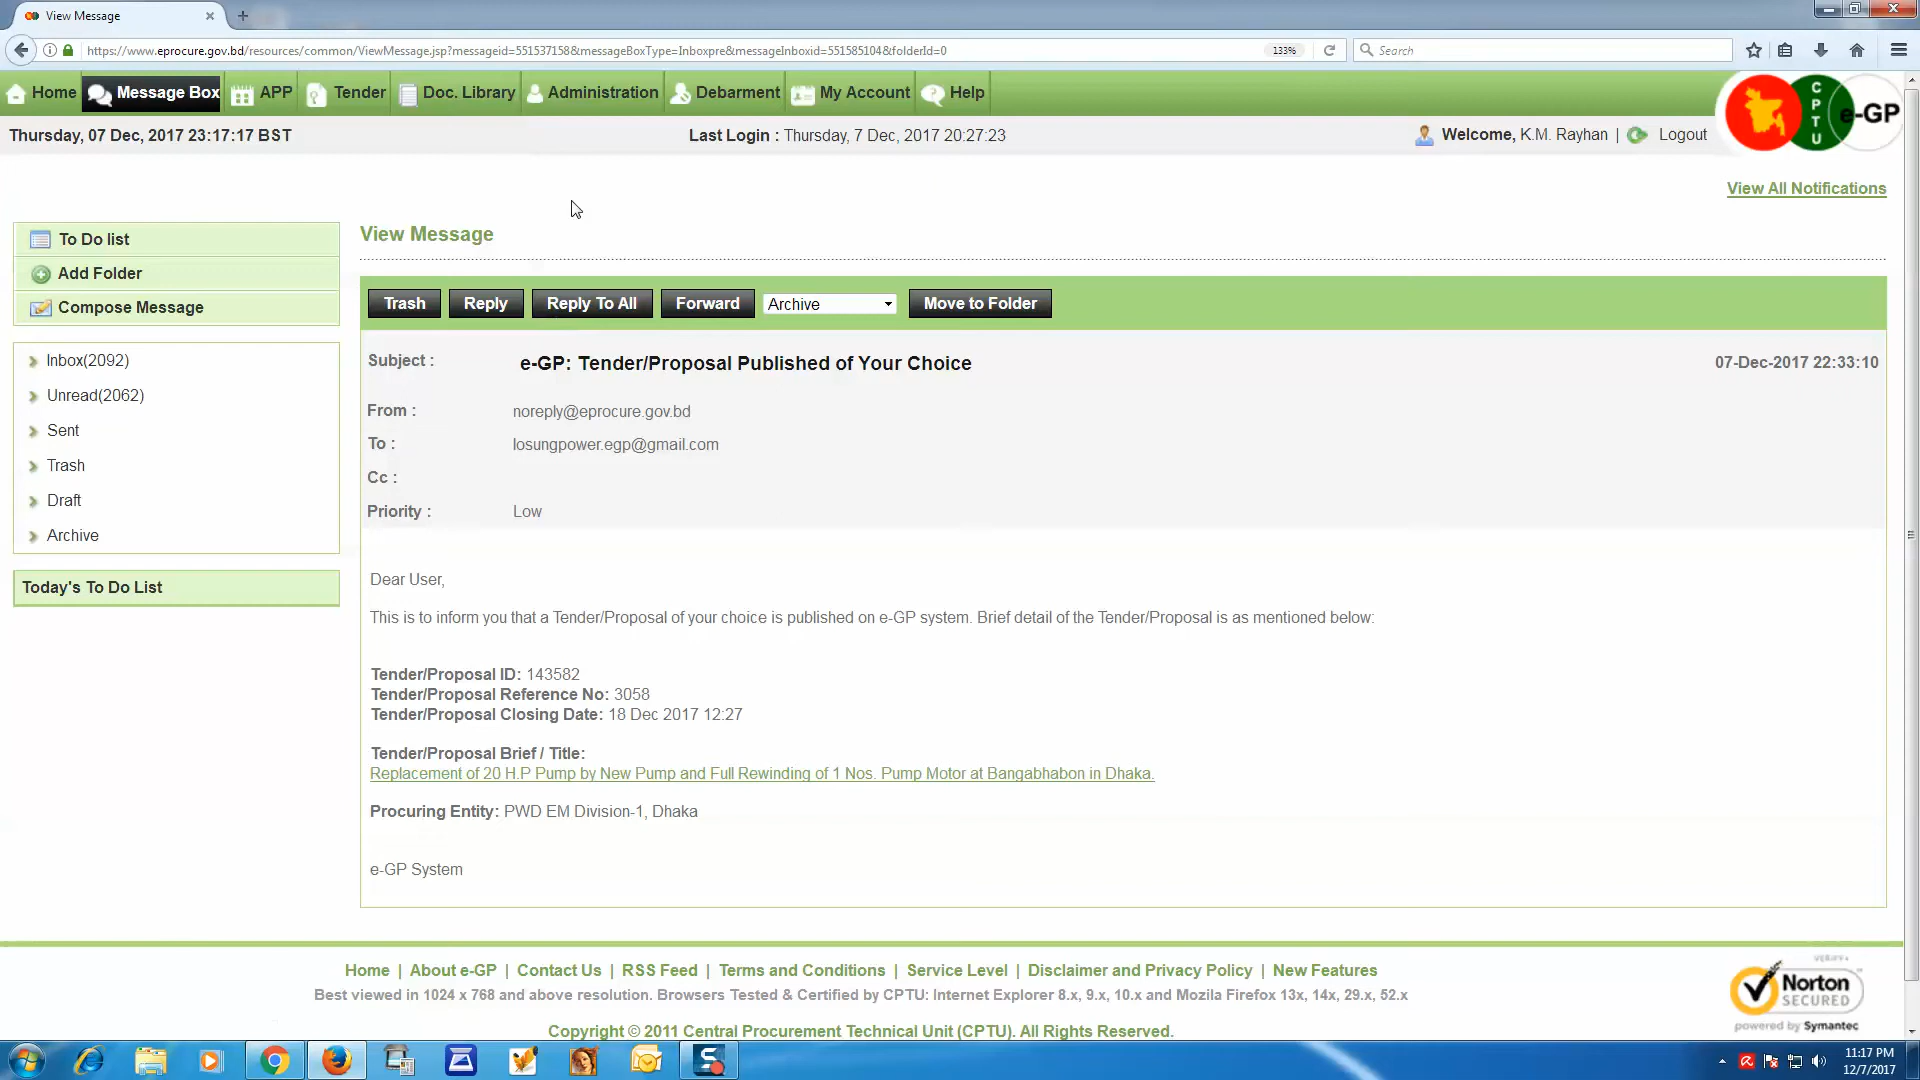 View Message
https://www.eprocure.gov.bd/resources/common/ViewMessage.jsp?messageid=551537158&messageBoxType=Inboxpre&messageInboxid=551585104&folderId=0
133%
Search
Home
Message Box
APP
Tender
Doc. Library
Administration
Debarment
My Account
Help
CPTU
e-GP
Thursday, 07 Dec, 2017 23:17:17 BST
Last Login : Thursday, 7 Dec, 2017 20:27:23
Welcome, K.M. Rayhan | Logout
View All Notifications
To Do list
Add Folder
Compose Message
Inbox(2092)
Unread(2062)
Sent
Trash
Draft
Archive
Today's To Do List
View Message
Trash
Reply
Reply To All
Forward
Archive
Move to Folder
Subject : e-GP: Tender/Proposal Published of Your Choice 07-Dec-2017 22:33:10
From : noreply@eprocure.gov.bd
To : losungpower.egp@gmail.com
Cc :
Priority : Low
Dear User,
This is to inform you that a Tender/Proposal of your choice is published on e-GP system. Brief detail of the Tender/Proposal is as mentioned below:
Tender/Proposal ID: 143582
Tender/Proposal Reference No: 3058
Tender/Proposal Closing Date: 18 Dec 2017 12:27
Tender/Proposal Brief / Title:
Replacement of 20 H.P Pump by New Pump and Full Rewinding of 1 Nos. Pump Motor at Bangabhabon in Dhaka.
Procuring Entity: PWD EM Division-1, Dhaka
e-GP System
Home | About e-GP | Contact Us | RSS Feed | Terms and Conditions | Service Level | Disclaimer and Privacy Policy | New Features
Best viewed in 1024 x 768 and above resolution. Browsers Tested & Certified by CPTU: Internet Explorer 8.x, 9.x, 10.x and Mozila Firefox 13x, 14x, 29.x, 52.x
Copyright © 2011 Central Procurement Technical Unit (CPTU). All Rights Reserved.
VERIFY
Norton
SECURED
powered by Symantec
11:17 PM
12/7/2017